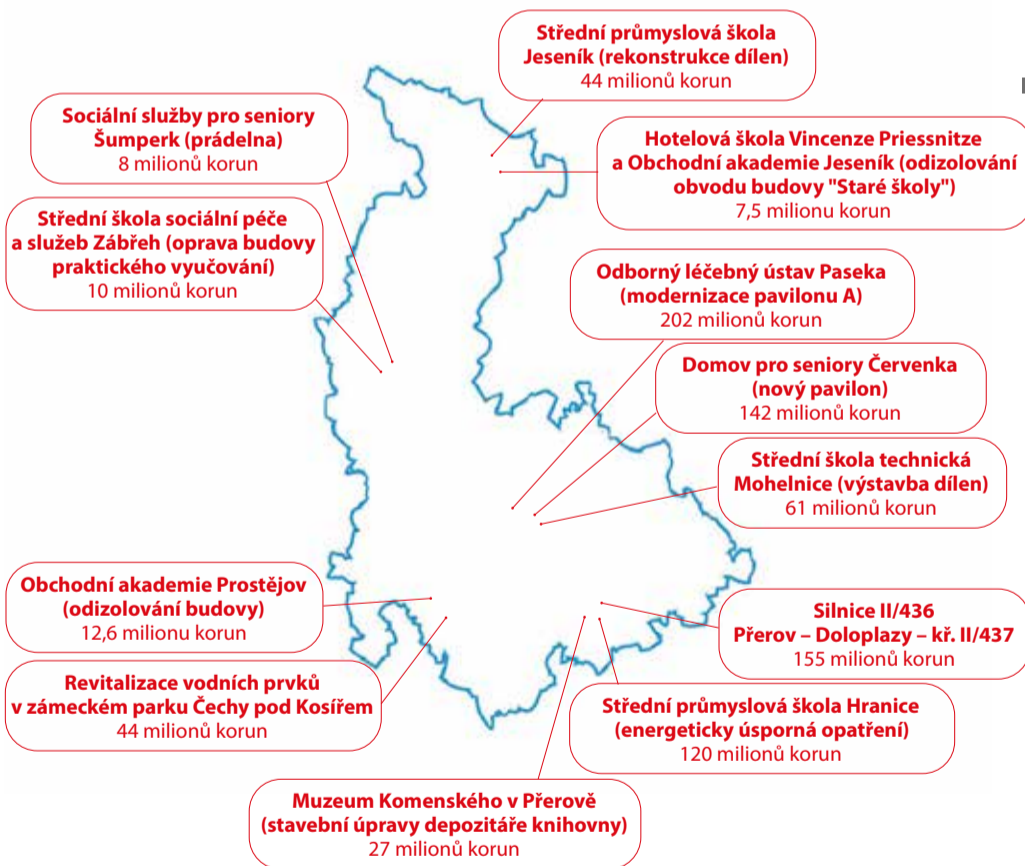 Střední průmyslová škola
Jeseník (rekonstrukce dílen)
44 milionů korun
Sociální služby pro seniory
Šumperk (prádelna)
8 milionů korun
Hotelová škola Vincenze Priessnitze
a Obchodní akademie Jeseník (odizolování
obvodu budovy "Staré školy")
7,5 milionu korun
Střední škola sociální péče
a služeb Zábřeh (oprava budovy
praktického vyučování)
10 milionů korun
Odborný léčebný ústav Paseka
(modernizace pavilonu A)
202 milionů korun
Domov pro seniory Červenka
(nový pavilon)
142 milionů korun
Střední škola technická
Mohelnice (výstavba dílen)
61 milionů korun
Obchodní akademie Prostějov
(odizolování budovy)
12,6 milionu korun
Silnice II/436
Přerov – Doloplazy – kř. II/437
155 milionů korun
Revitalizace vodních prvků
v zámeckém parku Čechy pod Kosířem
44 milionů korun
Střední průmyslová škola Hranice
(energeticky úsporná opatření)
120 milionů korun
Muzeum Komenského v Přerově
(stavební úpravy depozitáře knihovny)
27 milionů korun